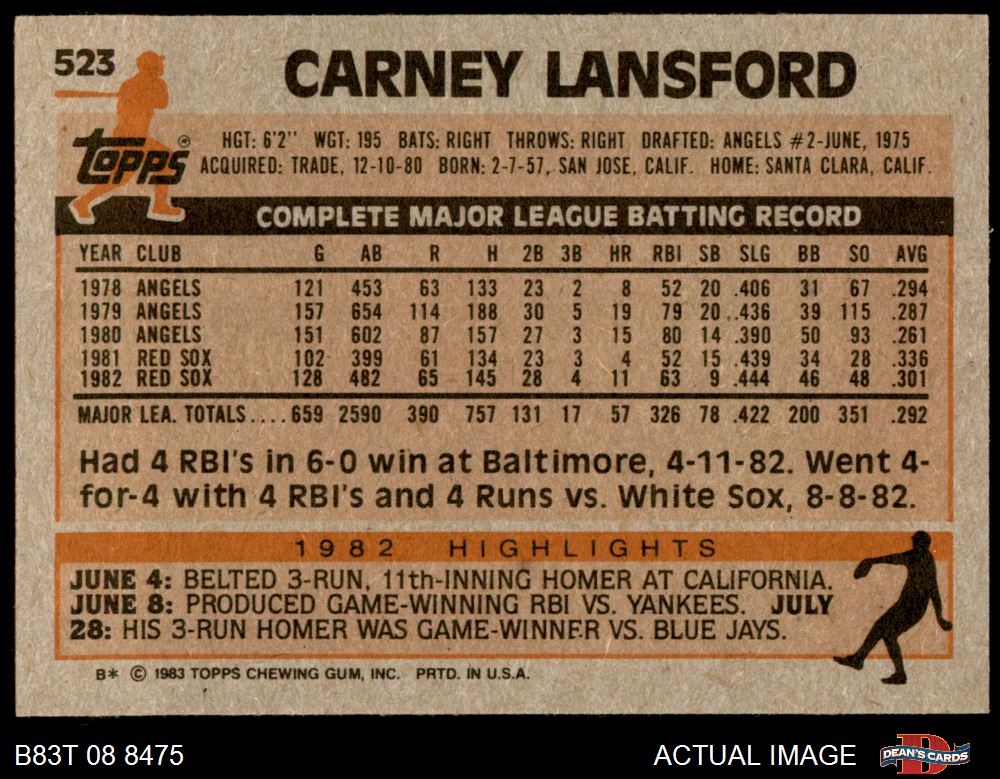 523
CARNEY LANSFORD
Topps®
HGT: 6'2'' WGT: 195 BATS: RIGHT THROWS: RIGHT DRAFTED: ANGELS #2-JUNE, 1975
ACQUIRED: TRADE, 12-10-80 BORN: 2-7-57, SAN JOSE, CALIF. HOME: SANTA CLARA, CALIF.
COMPLETE MAJOR LEAGUE BATTING RECORD
YEAR CLUB G AB R H 2B 3B HR RBI SB SLG BB SO AVG
1978 ANGELS 121 453 63 133 23 2 8 52 20 .406 31 67 .294
1979 ANGELS 157 654 114 188 30 5 19 79 20 ..436 39 115 .287
1980 ANGELS 151 602 87 157 27 3 15 80 14 .390 50 93 .261
1981 RED SOX 102 399 61 134 23 3 4 52 15 .439 34 28 .336
1982 RED SOX 128 482 65 145 28 4 11 63 9 .444 46 48 .301
MAJOR LEA. TOTALS....659 2590 390 757 131 17 57 326 78 .422 200 351 .292
Had 4 RBI's in 6-0 win at Baltimore, 4-11-82. Went 4-
for-4 with 4 RBI's and 4 Runs vs. White Sox, 8-8-82.
1982 HIGHLIGHTS
JUNE 4: BELTED 3-RUN, 11th-INNING HOMER AT CALIFORNIA.
JUNE 8: PRODUCED GAME-WINNING RBI VS. YANKEES. JULY
28: HIS 3-RUN HOMER WAS GAME-WINNER VS. BLUE JAYS.
B* © 1983 TOPPS CHEWING GUM, INC. PRTD. IN U.S.A.
B83T 08 8475
ACTUAL IMAGE
D
DEAN'S CARDS